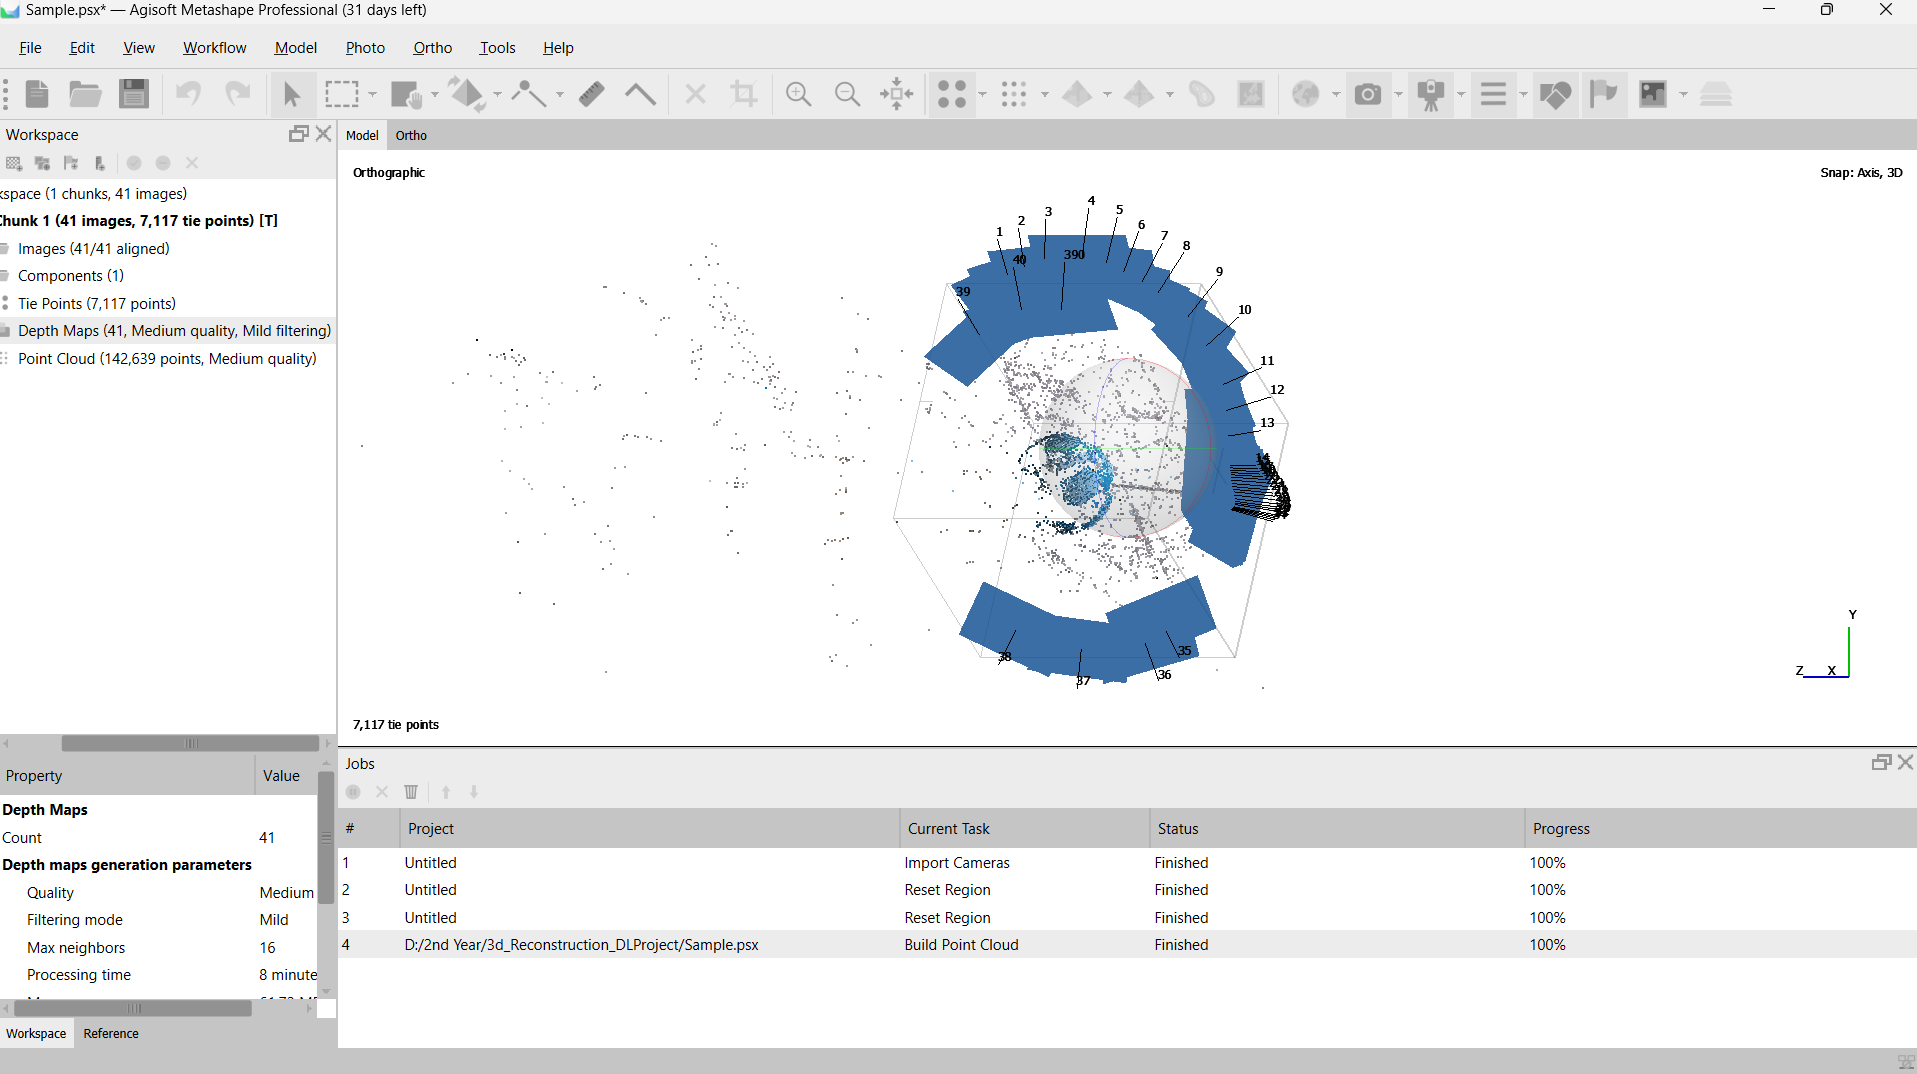 Sample.psx* — Agisoft Metashape Professional (31 days left)
File Edit View Workflow Model Photo Ortho Tools Help
Workspace
Model Ortho
kspace (1 chunks, 41 images)
Chunk 1 (41 images, 7,117 tie points) [T]
Images (41/41 aligned)
Components (1)
Tie Points (7,117 points)
Depth Maps (41, Medium quality, Mild filtering)
Point Cloud (142,639 points, Medium quality)
Orthographic
Snap: Axis, 3D
1 2 3 4 5 6 7 8 9 10 11 12 13 14
39 40 390
38 37 36 35
Y
Z X
7,117 tie points
Property Value
Depth Maps
Count 41
Depth maps generation parameters
Quality Medium
Filtering mode Mild
Max neighbors 16
Processing time 8 minute
Workspace Reference
Jobs
# Project Current Task Status Progress
1 Untitled Import Cameras Finished 100%
2 Untitled Reset Region Finished 100%
3 Untitled Reset Region Finished 100%
4 D:/2nd Year/3d_Reconstruction_DLProject/Sample.psx Build Point Cloud Finished 100%